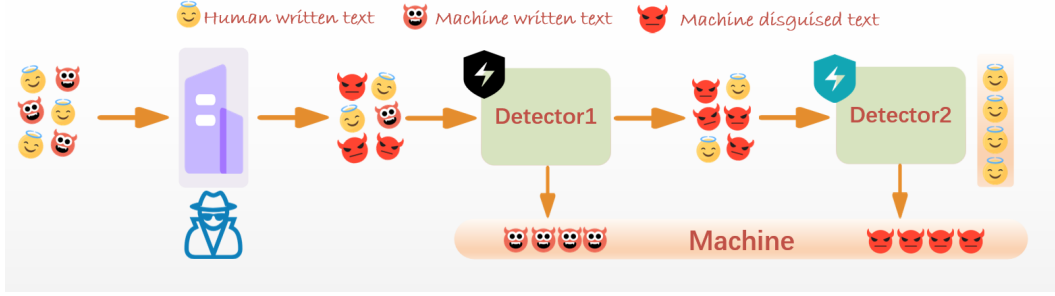 Human written text
Machine written text
Machine disguised text
Detector1
Detector2
Machine